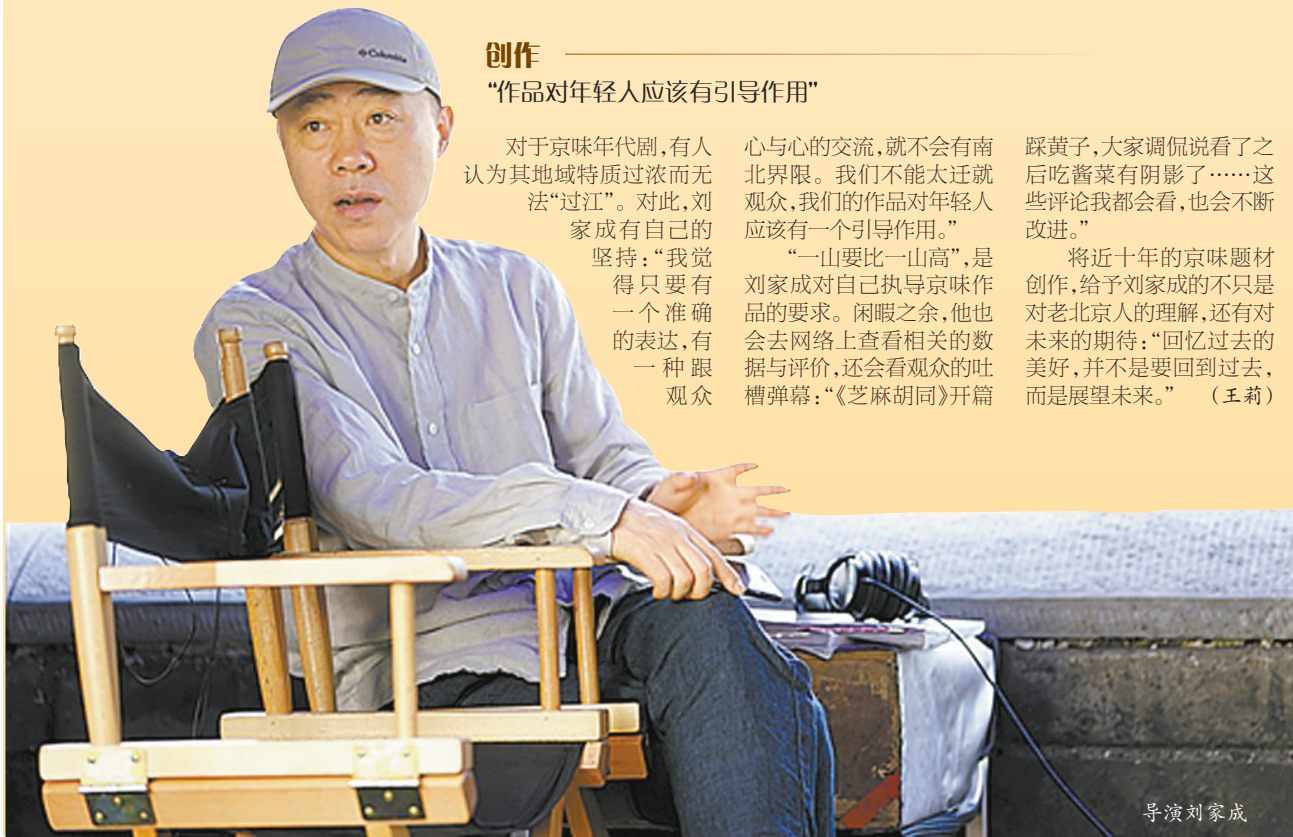 创作
“作品对年轻人应该有引导作用”
对于京味年代剧,有人
认为其地域特质过浓而无
法“过江”。对此,刘
家成有自己的
坚持:“我觉
得只要有
一个准确
的表达,有
一种跟
观众
心与心的交流,就不会有南
北界限。我们不能太迁就
观众,我们的作品对年轻人
应该有一个引导作用。”
“一山要比一山高”,是
刘家成对自己执导京味作
品的要求。闲暇之余,他也
会去网络上查看相关的数
据与评价,还会看观众的吐
槽弹幕:“《芝麻胡同》开篇
踩黄子,大家调侃说看了之
后吃酱菜有阴影了……这
些评论我都会看,也会不断
改进。”
将近十年的京味题材
创作,给予刘家成的不只是
对老北京人的理解,还有对
未来的期待:“回忆过去的
美好,并不是要回到过去,
而是展望未来。” (王莉)
Columbia
导演刘家成